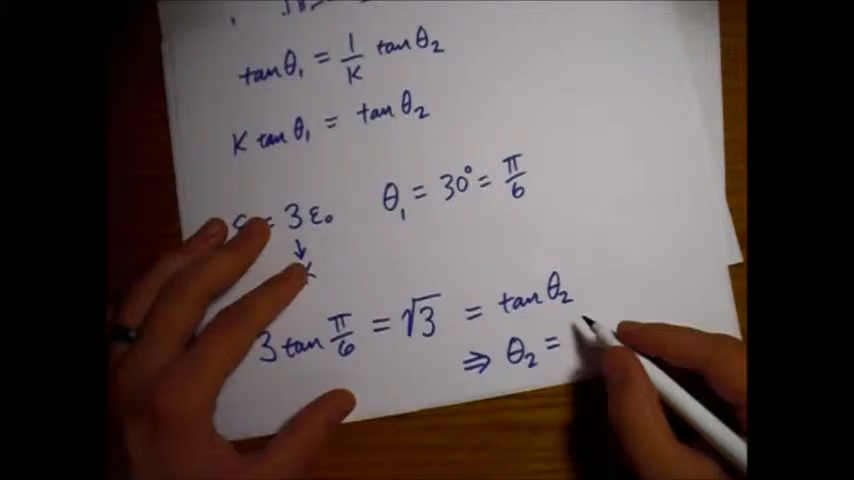 tanθ₁ = 1/K tanθ₂
K tanθ₁ = tanθ₂
= 3ε₀ θ₁ = 30° = π/6
↓
K
3 tan π/6 = √3 = tanθ₂
⇒ θ₂ =